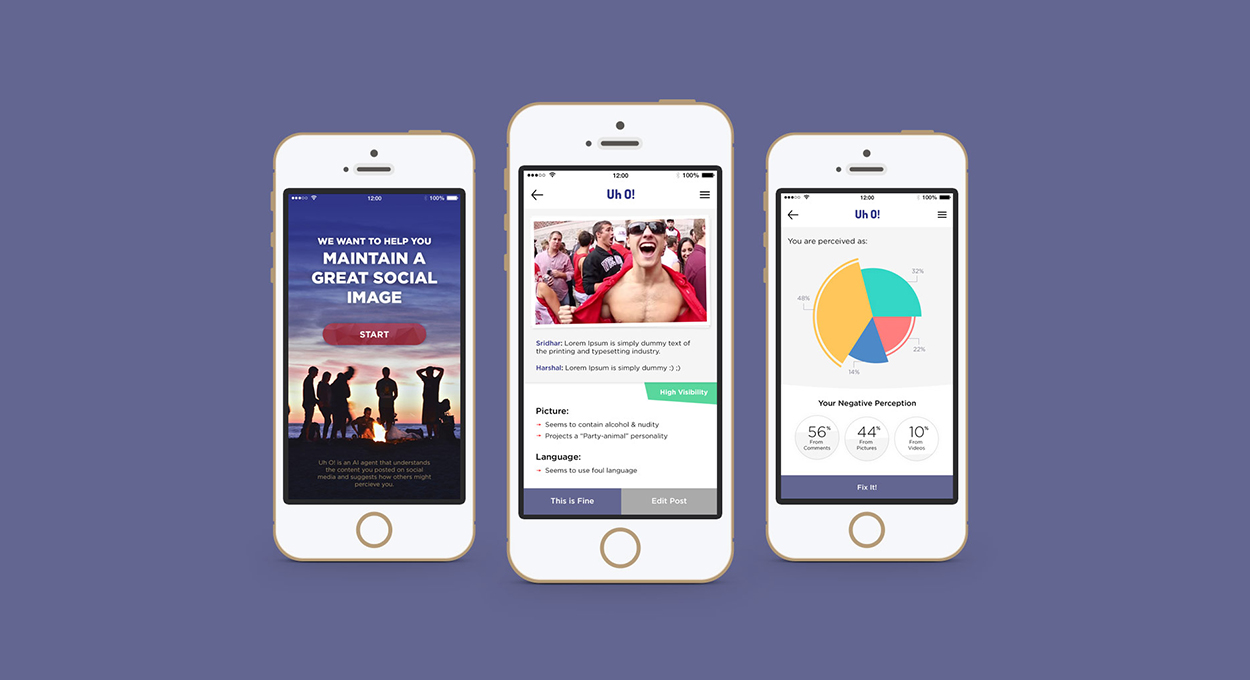 12:00
100%
WE WANT TO HELP YOU
MAINTAIN A
GREAT SOCIAL
IMAGE
START
Uh O! is an AI agent that understands
the content you posted on social
media and suggests how others might
percieve you.
12:00
100%
Uh O!
Sridhar: Lorem Ipsum is simply dummy text of
the printing and typesetting industry.
Harshal: Lorem Ipsum is simply dummy :) ;)
High Visibility
Picture:
Seems to contain alcohol & nudity
Projects a "Party-animal" personality
Language:
Seems to use foul language
This is Fine
Edit Post
12:00
100%
Uh O!
You are perceived as:
32%
48%
22%
14%
Your Negative Perception
56%
From
Comments
44%
From
Pictures
10%
From
Videos
Fix It!